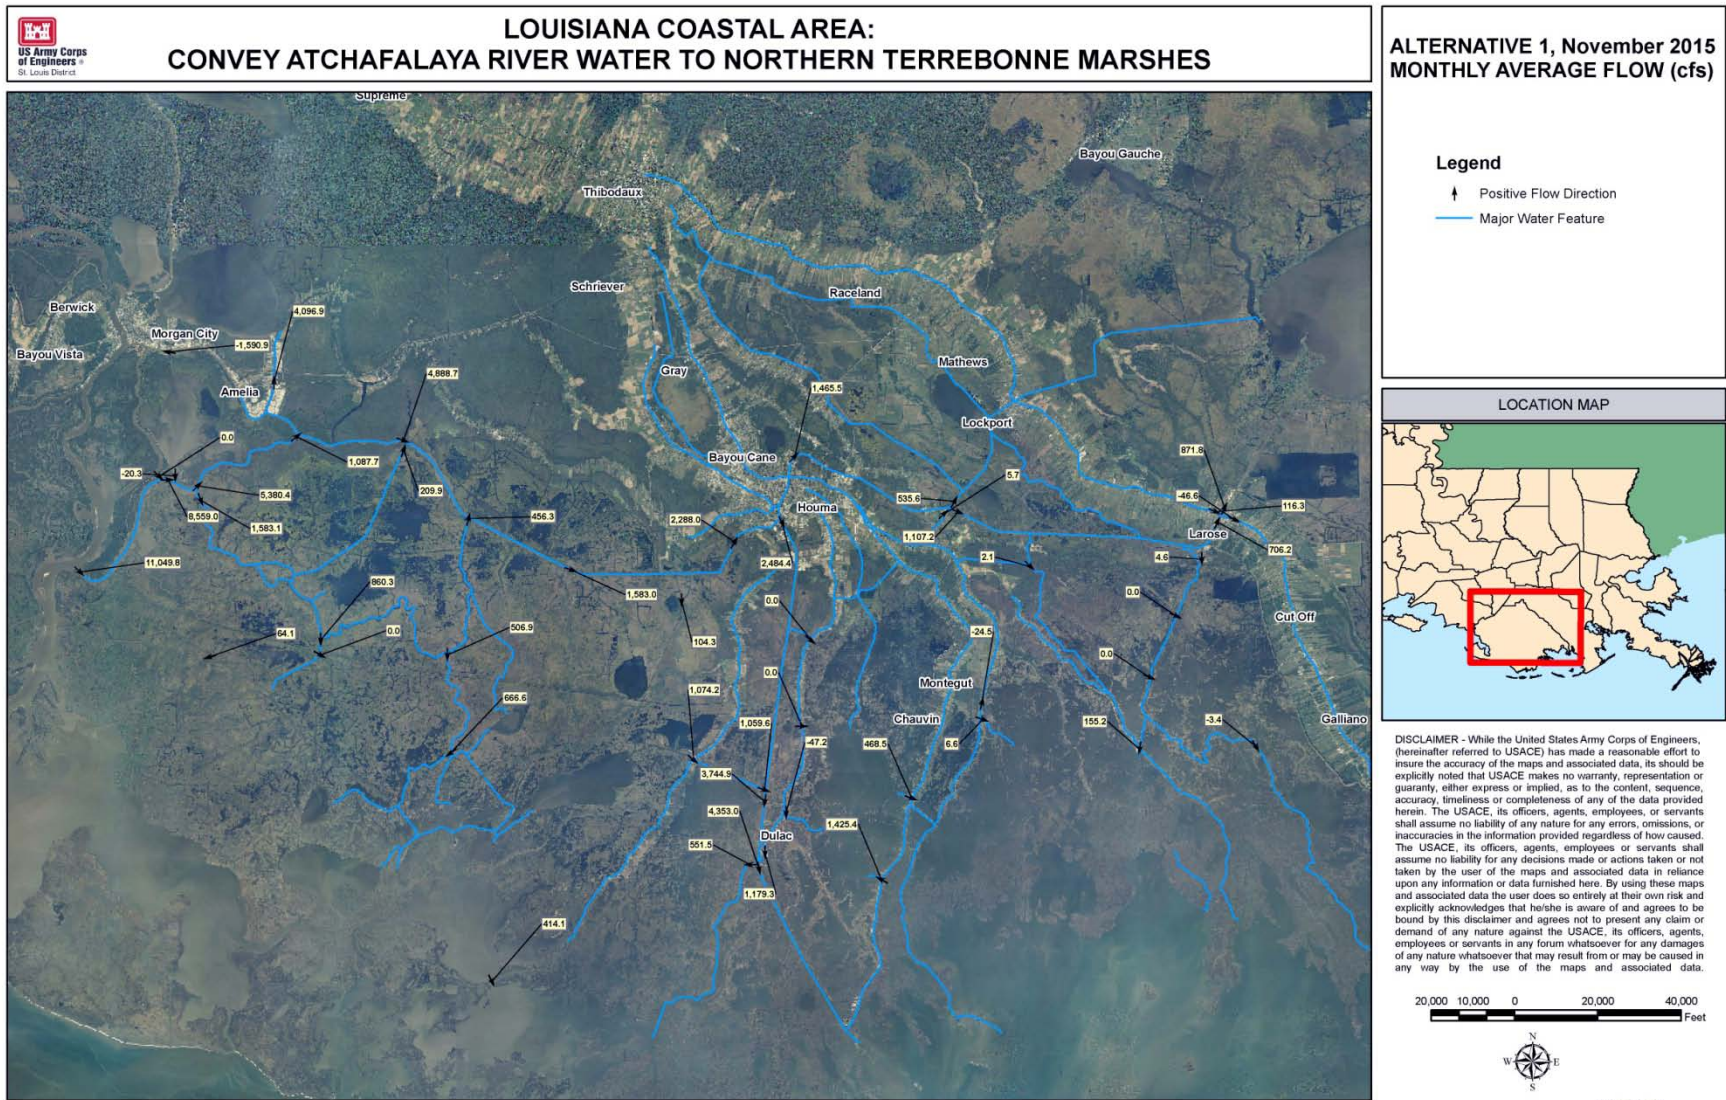 US Army Corps
of Engineers ®
St. Louis District
LOUISIANA COASTAL AREA:
CONVEY ATCHAFALAYA RIVER WATER TO NORTHERN TERREBONNE MARSHES
ALTERNATIVE 1, November 2015
MONTHLY AVERAGE FLOW (cfs)
Legend
Positive Flow Direction
Major Water Feature
LOCATION MAP
Supreme
Bayou Gauche
Thibodaux
Schriever
Raceland
Berwick
4,096.9
Morgan City
-1,590.9
Bayou Vista
Mathews
Gray
4,888.7
Amelia
1,465.5
Lockport
0.0
871.8
Bayou Cane
1,087.7
-20.3
5.7
209.9
5,380.4
535.6
-46.6
116.3
Houma
8,559.0
456.3
2,288.0
1,583.1
1,107.2
Larose
706.2
11,049.8
2,484.4
2.1
4.6
860.3
1,583.0
0.0
0.0
Cut Off
64.1
0.0
506.9
104.3
-24.5
0.0
0.0
Montegut
1,074.2
666.6
Chauvin
Galliano
1,059.6
155.2
-3.4
-47.2
468.5
6.6
3,744.9
4,353.0
1,425.4
Dulac
551.5
1,179.3
414.1
DISCLAIMER - While the United States Army Corps of Engineers,
(hereinafter referred to USACE) has made a reasonable effort to
insure the accuracy of the maps and associated data, its should be
explicitly noted that USACE makes no warranty, representation or
guaranty, either express or implied, as to the content, sequence,
accuracy, timeliness or completeness of any of the data provided
herein. The USACE, its officers, agents, employees, or servants
shall assume no liability of any nature for any errors, omissions, or
inaccuracies in the information provided regardless of how caused.
The USACE, its officers, agents, employees or servants shall
assume no liability for any decisions made or actions taken or not
taken by the user of the maps and associated data in reliance
upon any information or data furnished here. By using these maps
and associated data the user does so entirely at their own risk and
explicitly acknowledges that he/she is aware of and agrees to be
bound by this disclaimer and agrees not to present any claim or
demand of any nature against the USACE, its officers, agents,
employees or servants in any forum whatsoever for any damages
of any nature whatsoever that may result from or may be caused in
any way by the use of the maps and associated data.
20,000 10,000 0 20,000 40,000
Feet
N
W E
S